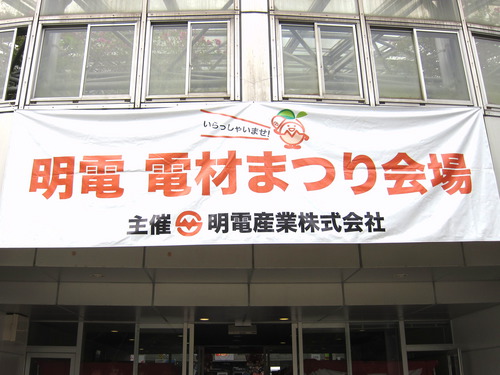 いらっしゃいませ!
明電 電材まつり会場
主催 明電産業株式会社